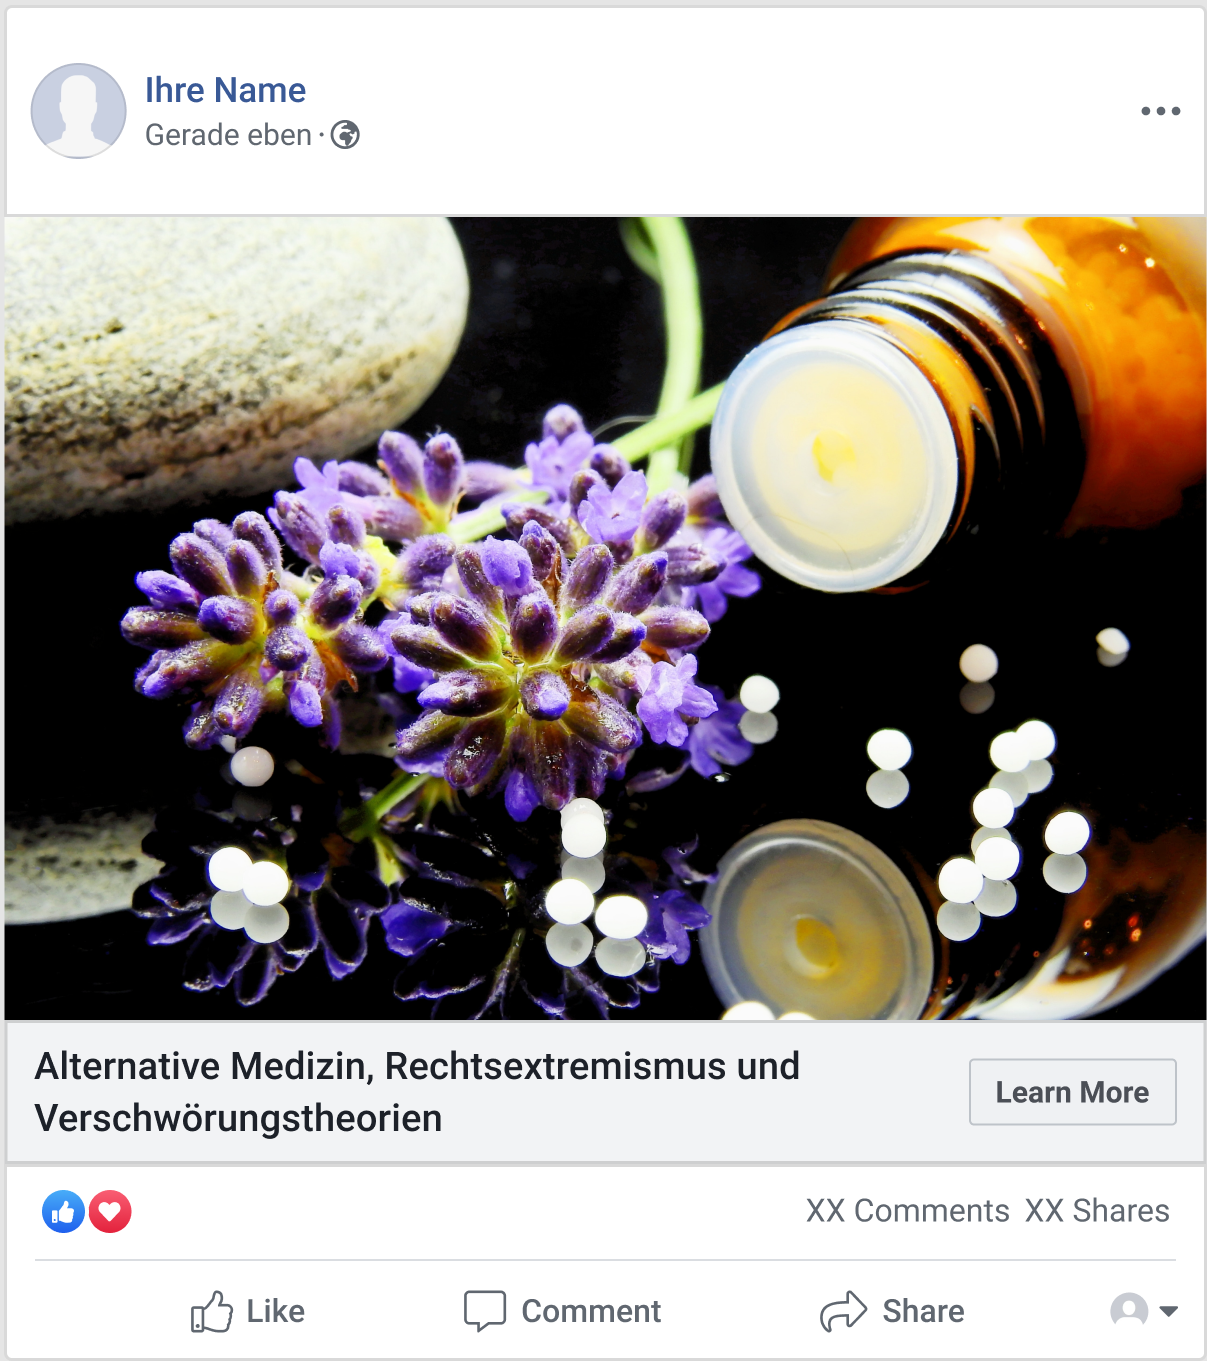 Ihre Name
Gerade eben ·
Alternative Medizin, Rechtsextremismus und
Verschwörungstheorien
Learn More
XX Comments XX Shares
Like Comment Share